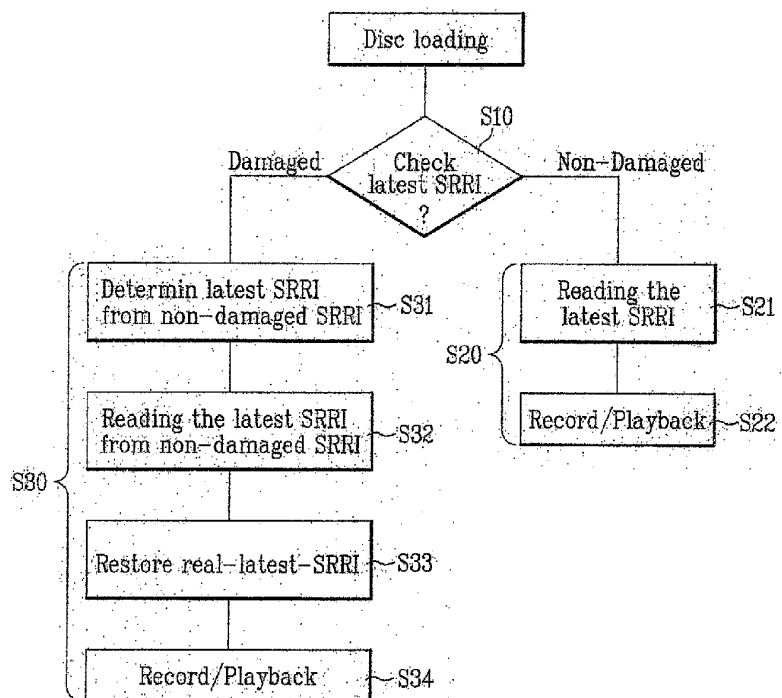 Disc loading
S10
Damaged
Check
latest SRRI
?
Non-Damaged
Determin latest SRRI
from non-damaged SRRI
S31
Reading the
latest SRRI
S21
S20
Reading the latest SRRI
from non-damaged SRRI
S32
Record/Playback
S22
S30
Restore real-latest-SRRI
S33
Record/Playback
S34